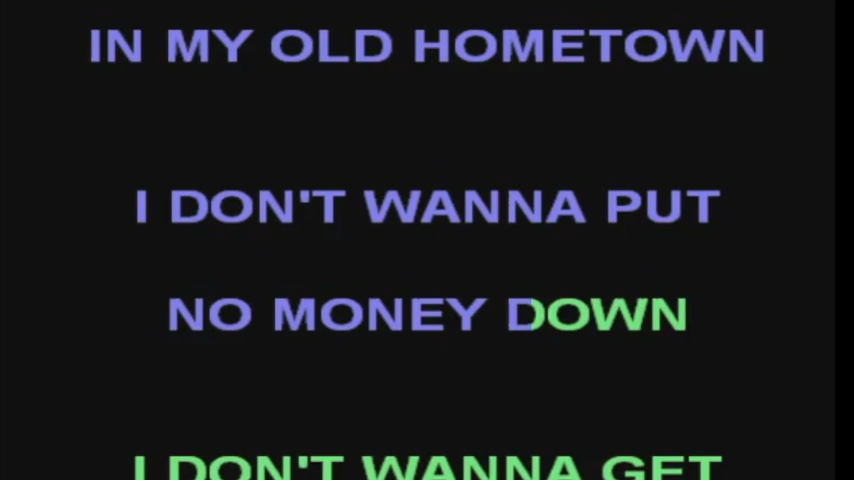 IN MY OLD HOMETOWN
I DON'T WANNA PUT
NO MONEY DOWN
I DON'T WANNA GET